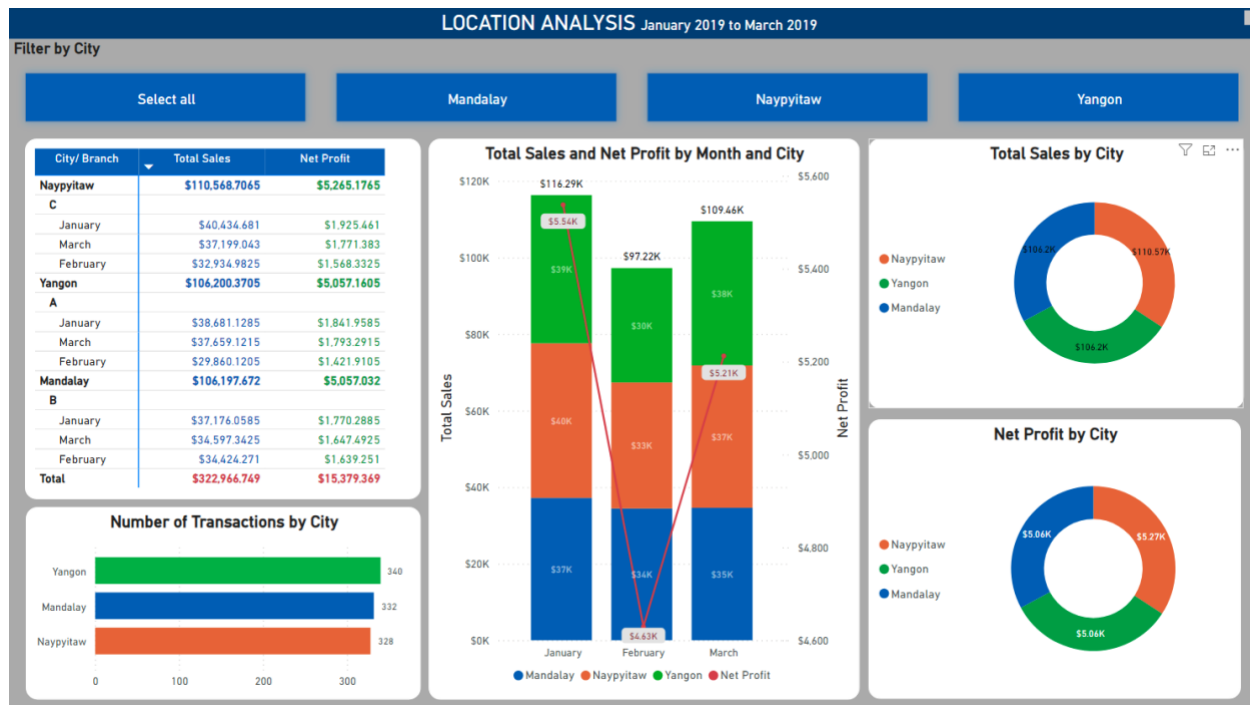 LOCATION ANALYSIS January 2019 to March 2019
Filter by City
Select all
Mandalay
Naypyitaw
Yangon
City/ Branch Total Sales Net Profit
Naypyitaw $110,568.7065 $5,265.1765
C
January $40,434.681 $1,925.461
March $37,199.043 $1,771.383
February $32,934.9825 $1,568.3325
Yangon $106,200.3705 $5,057.1605
A
January $38,681.1285 $1,841.9585
March $37,659.1215 $1,793.2915
February $29,860.1205 $1,421.9105
Mandalay $106,197.672 $5,057.032
B
January $37,176.0585 $1,770.2885
March $34,597.3425 $1,647.4925
February $34,424.271 $1,639.251
Total $322,966.749 $15,379.369
Number of Transactions by City
Yangon 340
Mandalay 332
Naypyitaw 328
0 100 200 300
Total Sales and Net Profit by Month and City
Total Sales
$120K
$100K
$80K
$60K
$40K
$20K
$0K
$116.29K
$97.22K
$109.46K
$5.54K
$4.63K
$5.21K
$39K
$30K
$38K
$40K
$33K
$37K
$37K
$34K
$35K
$5,600
$5,400
$5,200
$5,000
$4,800
$4,600
Net Profit
January February March
Mandalay Naypyitaw Yangon Net Profit
Total Sales by City
Naypyitaw
Yangon
Mandalay
$106.2K
$110.57K
$106.2K
Net Profit by City
Naypyitaw
Yangon
Mandalay
$5.06K
$5.27K
$5.06K